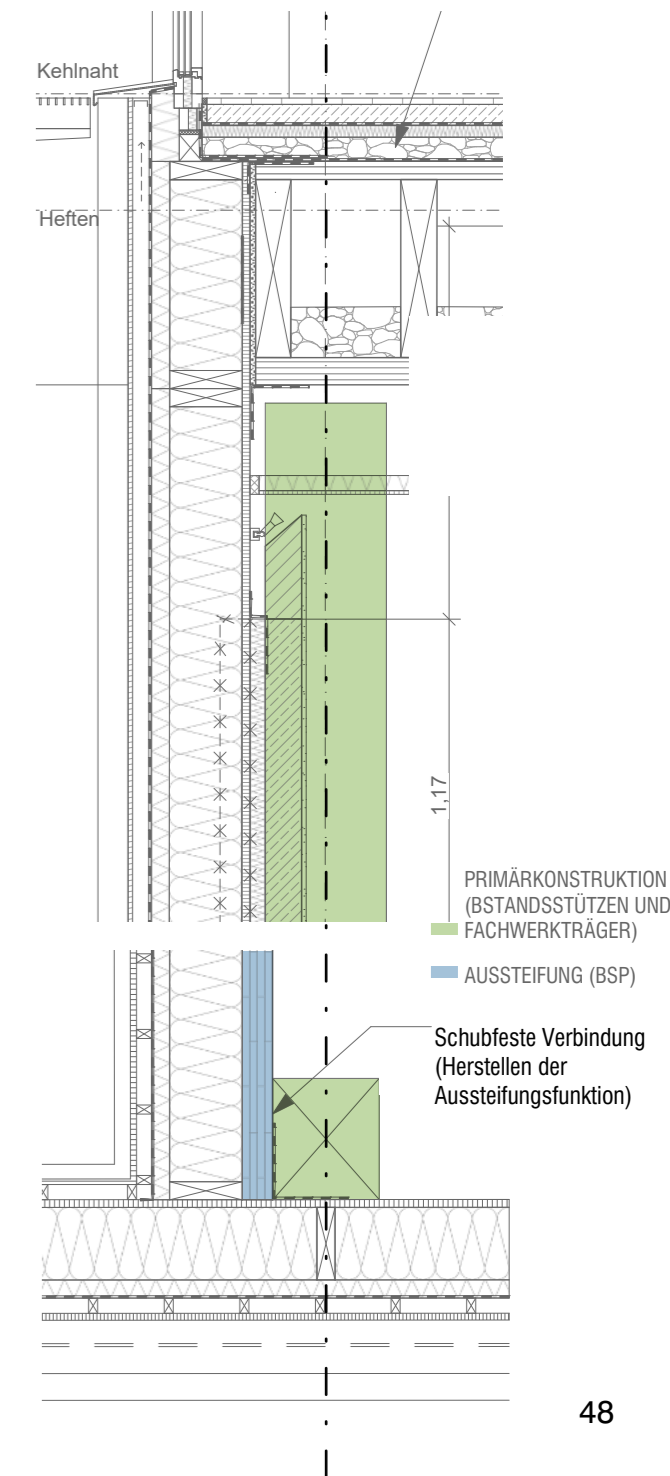 Kehlnaht
Heften
1,17
PRIMÄRKONSTRUKTION
(BSTANDSSTÜTZEN UND
FACHWERKTRÄGER)
AUSSTEIFUNG (BSP)
Schubfeste Verbindung
(Herstellen der
Aussteifungsfunktion)
48